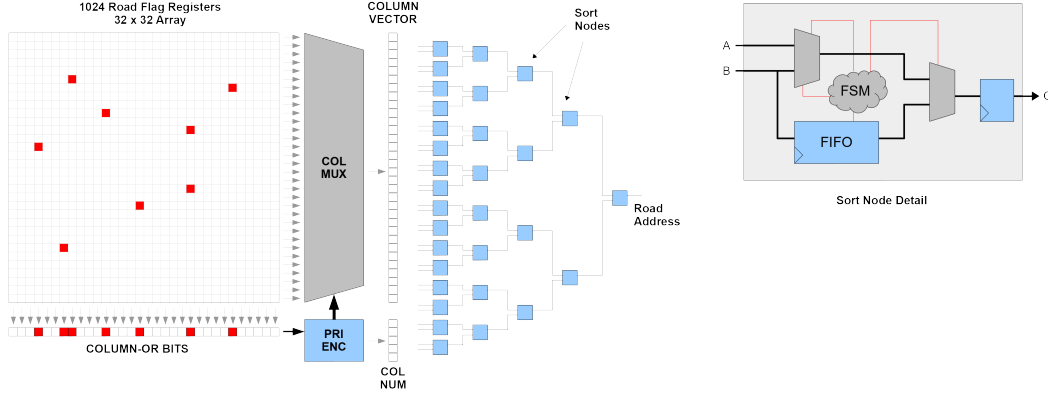 1024 Road Flag Registers
32 x 32 Array
COLUMN
VECTOR
Sort
Nodes
COL
MUX
PRI
ENC
COLUMN-OR BITS
COL
NUM
Road
Address
A
B
FSM
FIFO
Sort Node Detail